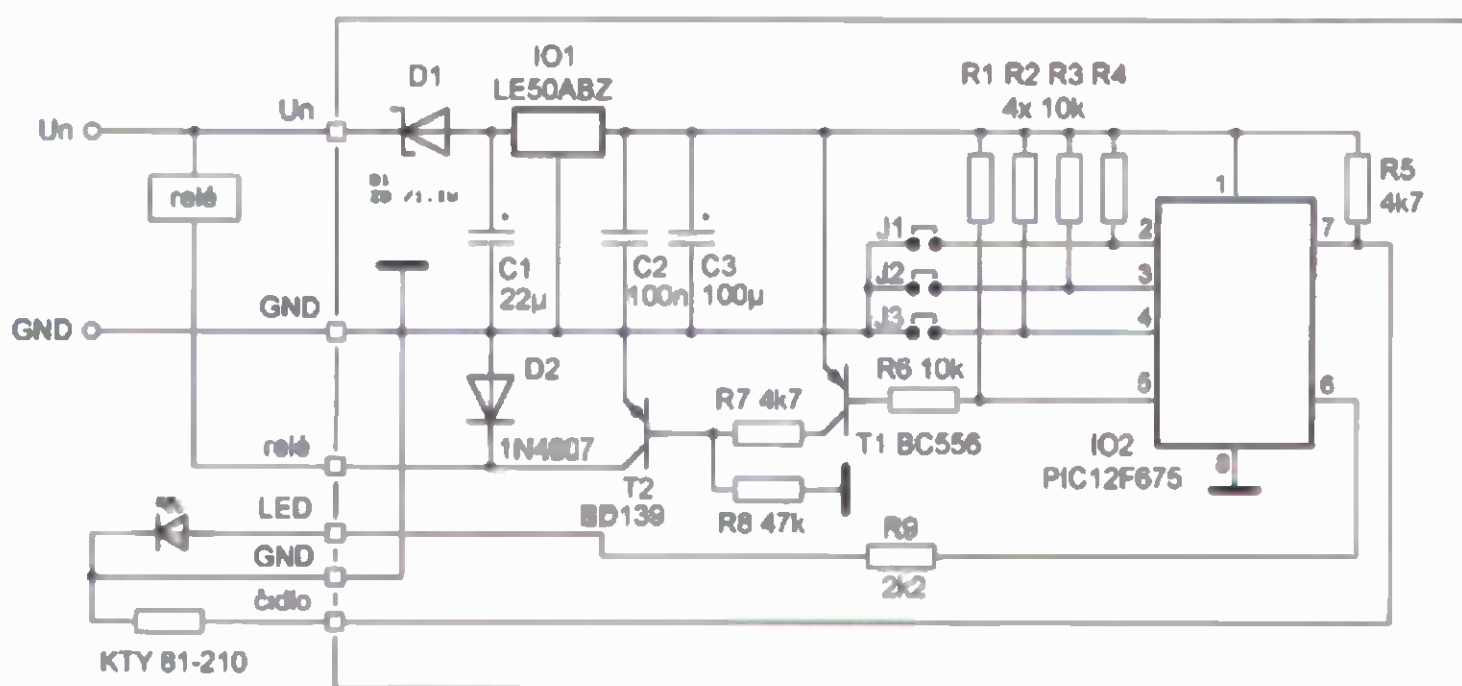 IO1
LE50ABZ
D1
R1 R2 R3 R4
4x 10k
Un
Un
relé
D1
1
R5
4k7
J1
2
7
C1
22µ
C2
100n
C3
100µ
J2
3
GND
GND
J3
4
D2
R6 10k
5
6
R7 4k7
T1 BC556
relé
1N4007
IO2
PIC12F675
8
T2
BD139
R8 47k
LED
GND
R9
2k2
čidlo
KTY 81-210